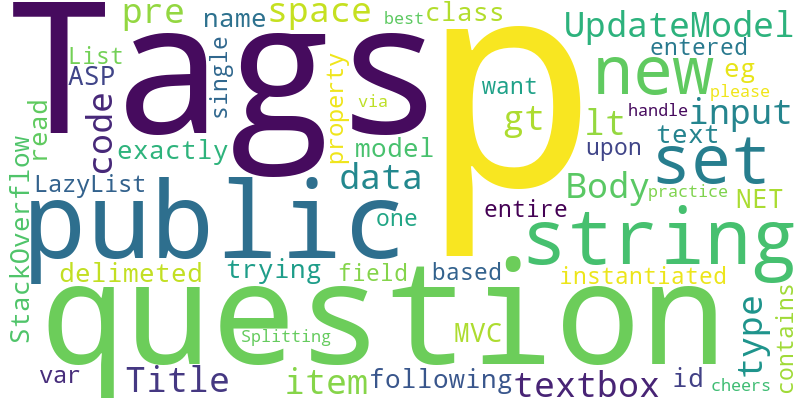 pre
name
space
best
class
UpdateModel
Tags
p
List
ASP
single
new
entered
eg
please
want
property
via
code
read
gt
lt
handle
input
exactly
model
upon
text
set
StackOverflow
LazyList
data
Body
practice
NET
public
one
entire
string
delimeted
trying
field
based
instantiated
question
Splitting
MVC
type
contains
var
Title
item
following
textbox
id
cheers